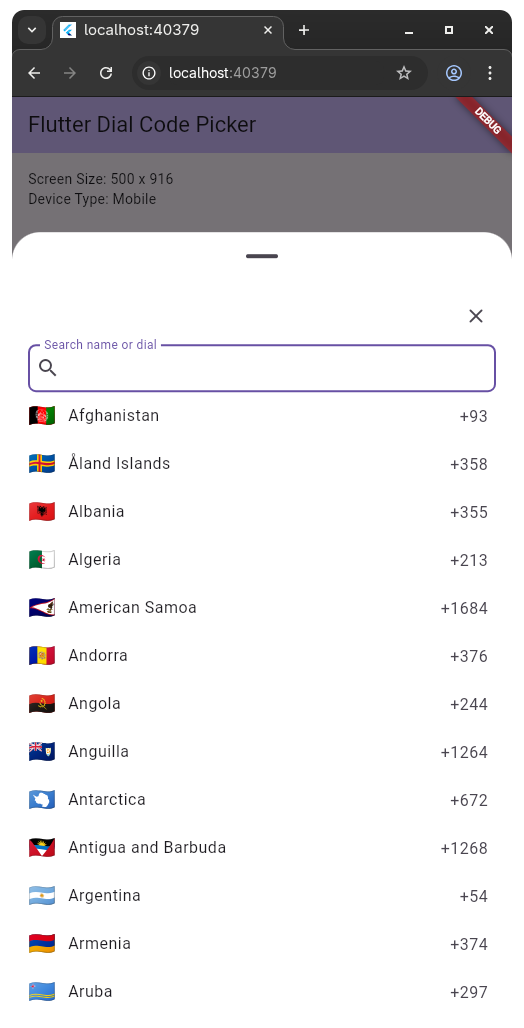 localhost:40379
localhost:40379
Flutter Dial Code Picker
DEBUG
Screen Size: 500 x 916
Device Type: Mobile
Search name or dial
Afghanistan +93
Åland Islands +358
Albania +355
Algeria +213
American Samoa +1684
Andorra +376
Angola +244
Anguilla +1264
Antarctica +672
Antigua and Barbuda +1268
Argentina +54
Armenia +374
Aruba +297